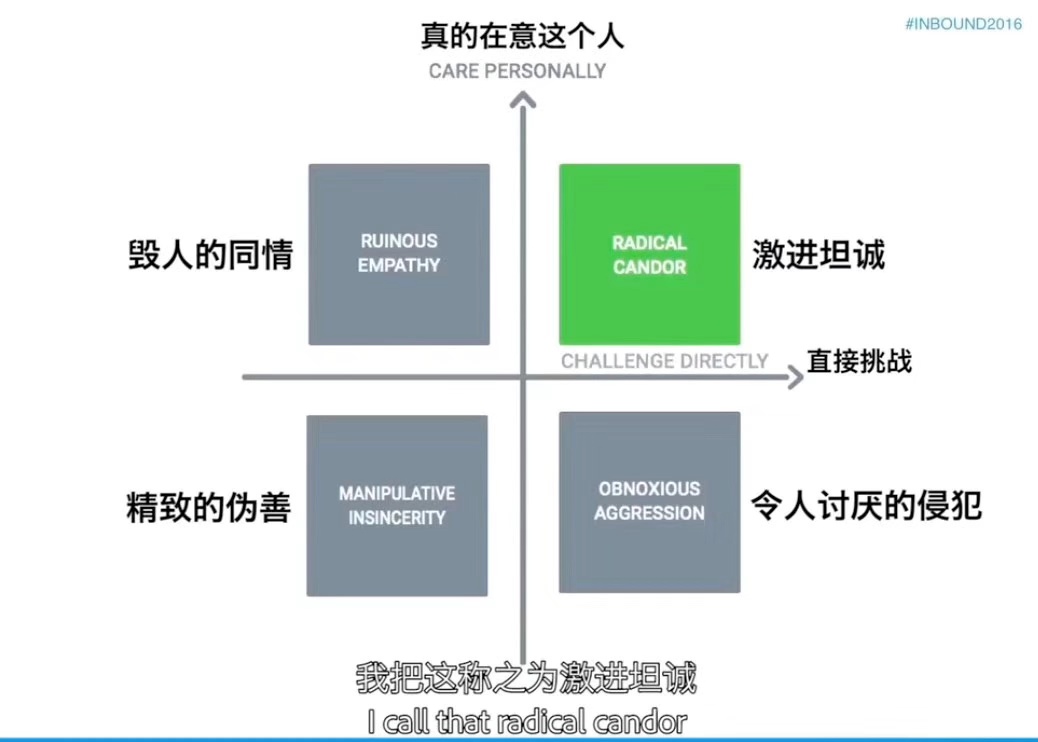 #INBOUND2016
真的在意这个人
CARE PERSONALLY
毁人的同情
RUINOUS
EMPATHY
RADICAL
CANDOR
激进坦诚
CHALLENGE DIRECTLY
直接挑战
精致的伪善
MANIPULATIVE
INSINCERITY
OBNOXIOUS
AGGRESSION
令人讨厌的侵犯
我把这称之为激进坦诚
I call that radical candor